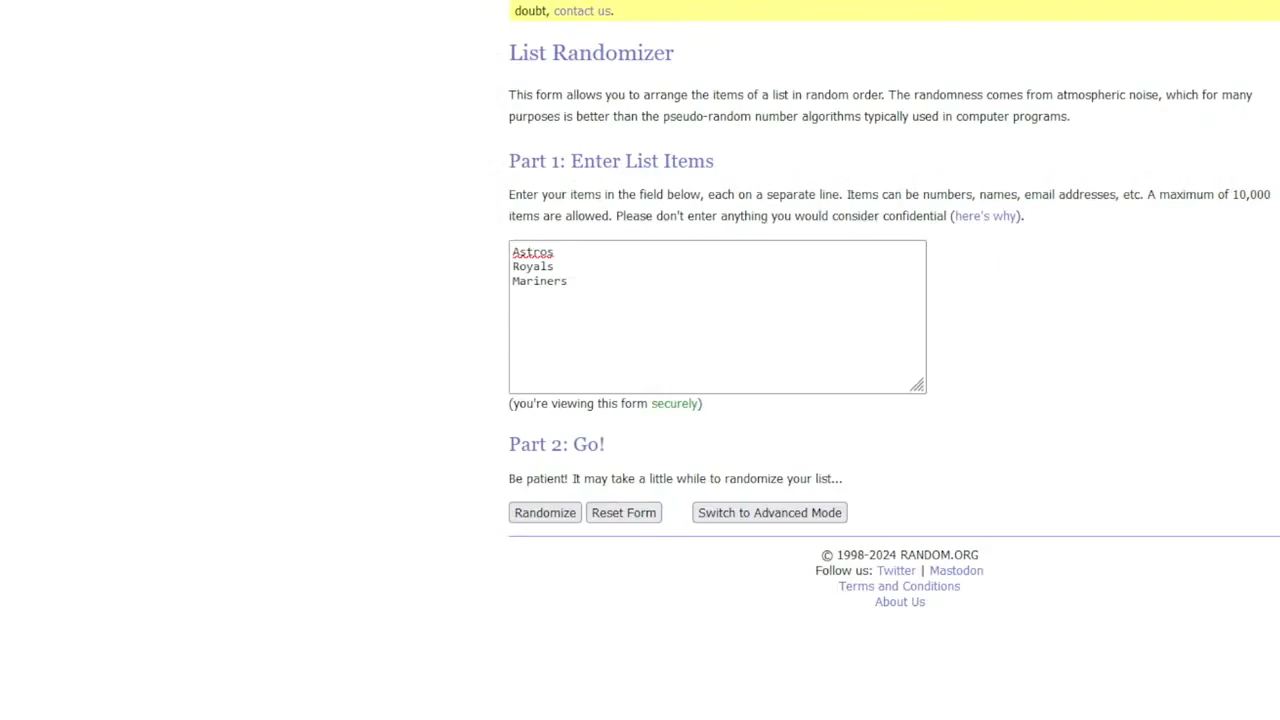 doubt, contact us.
List Randomizer
This form allows you to arrange the items of a list in random order. The randomness comes from atmospheric noise, which for many
purposes is better than the pseudo-random number algorithms typically used in computer programs.
Part 1: Enter List Items
Enter your items in the field below, each on a separate line. Items can be numbers, names, email addresses, etc. A maximum of 10,000
items are allowed. Please don't enter anything you would consider confidential (here's why).
Astros
Royals
Mariners
(you're viewing this form securely)
Part 2: Go!
Be patient! It may take a little while to randomize your list...
Randomize Reset Form Switch to Advanced Mode
© 1998-2024 RANDOM.ORG
Follow us: Twitter | Mastodon
Terms and Conditions
About Us